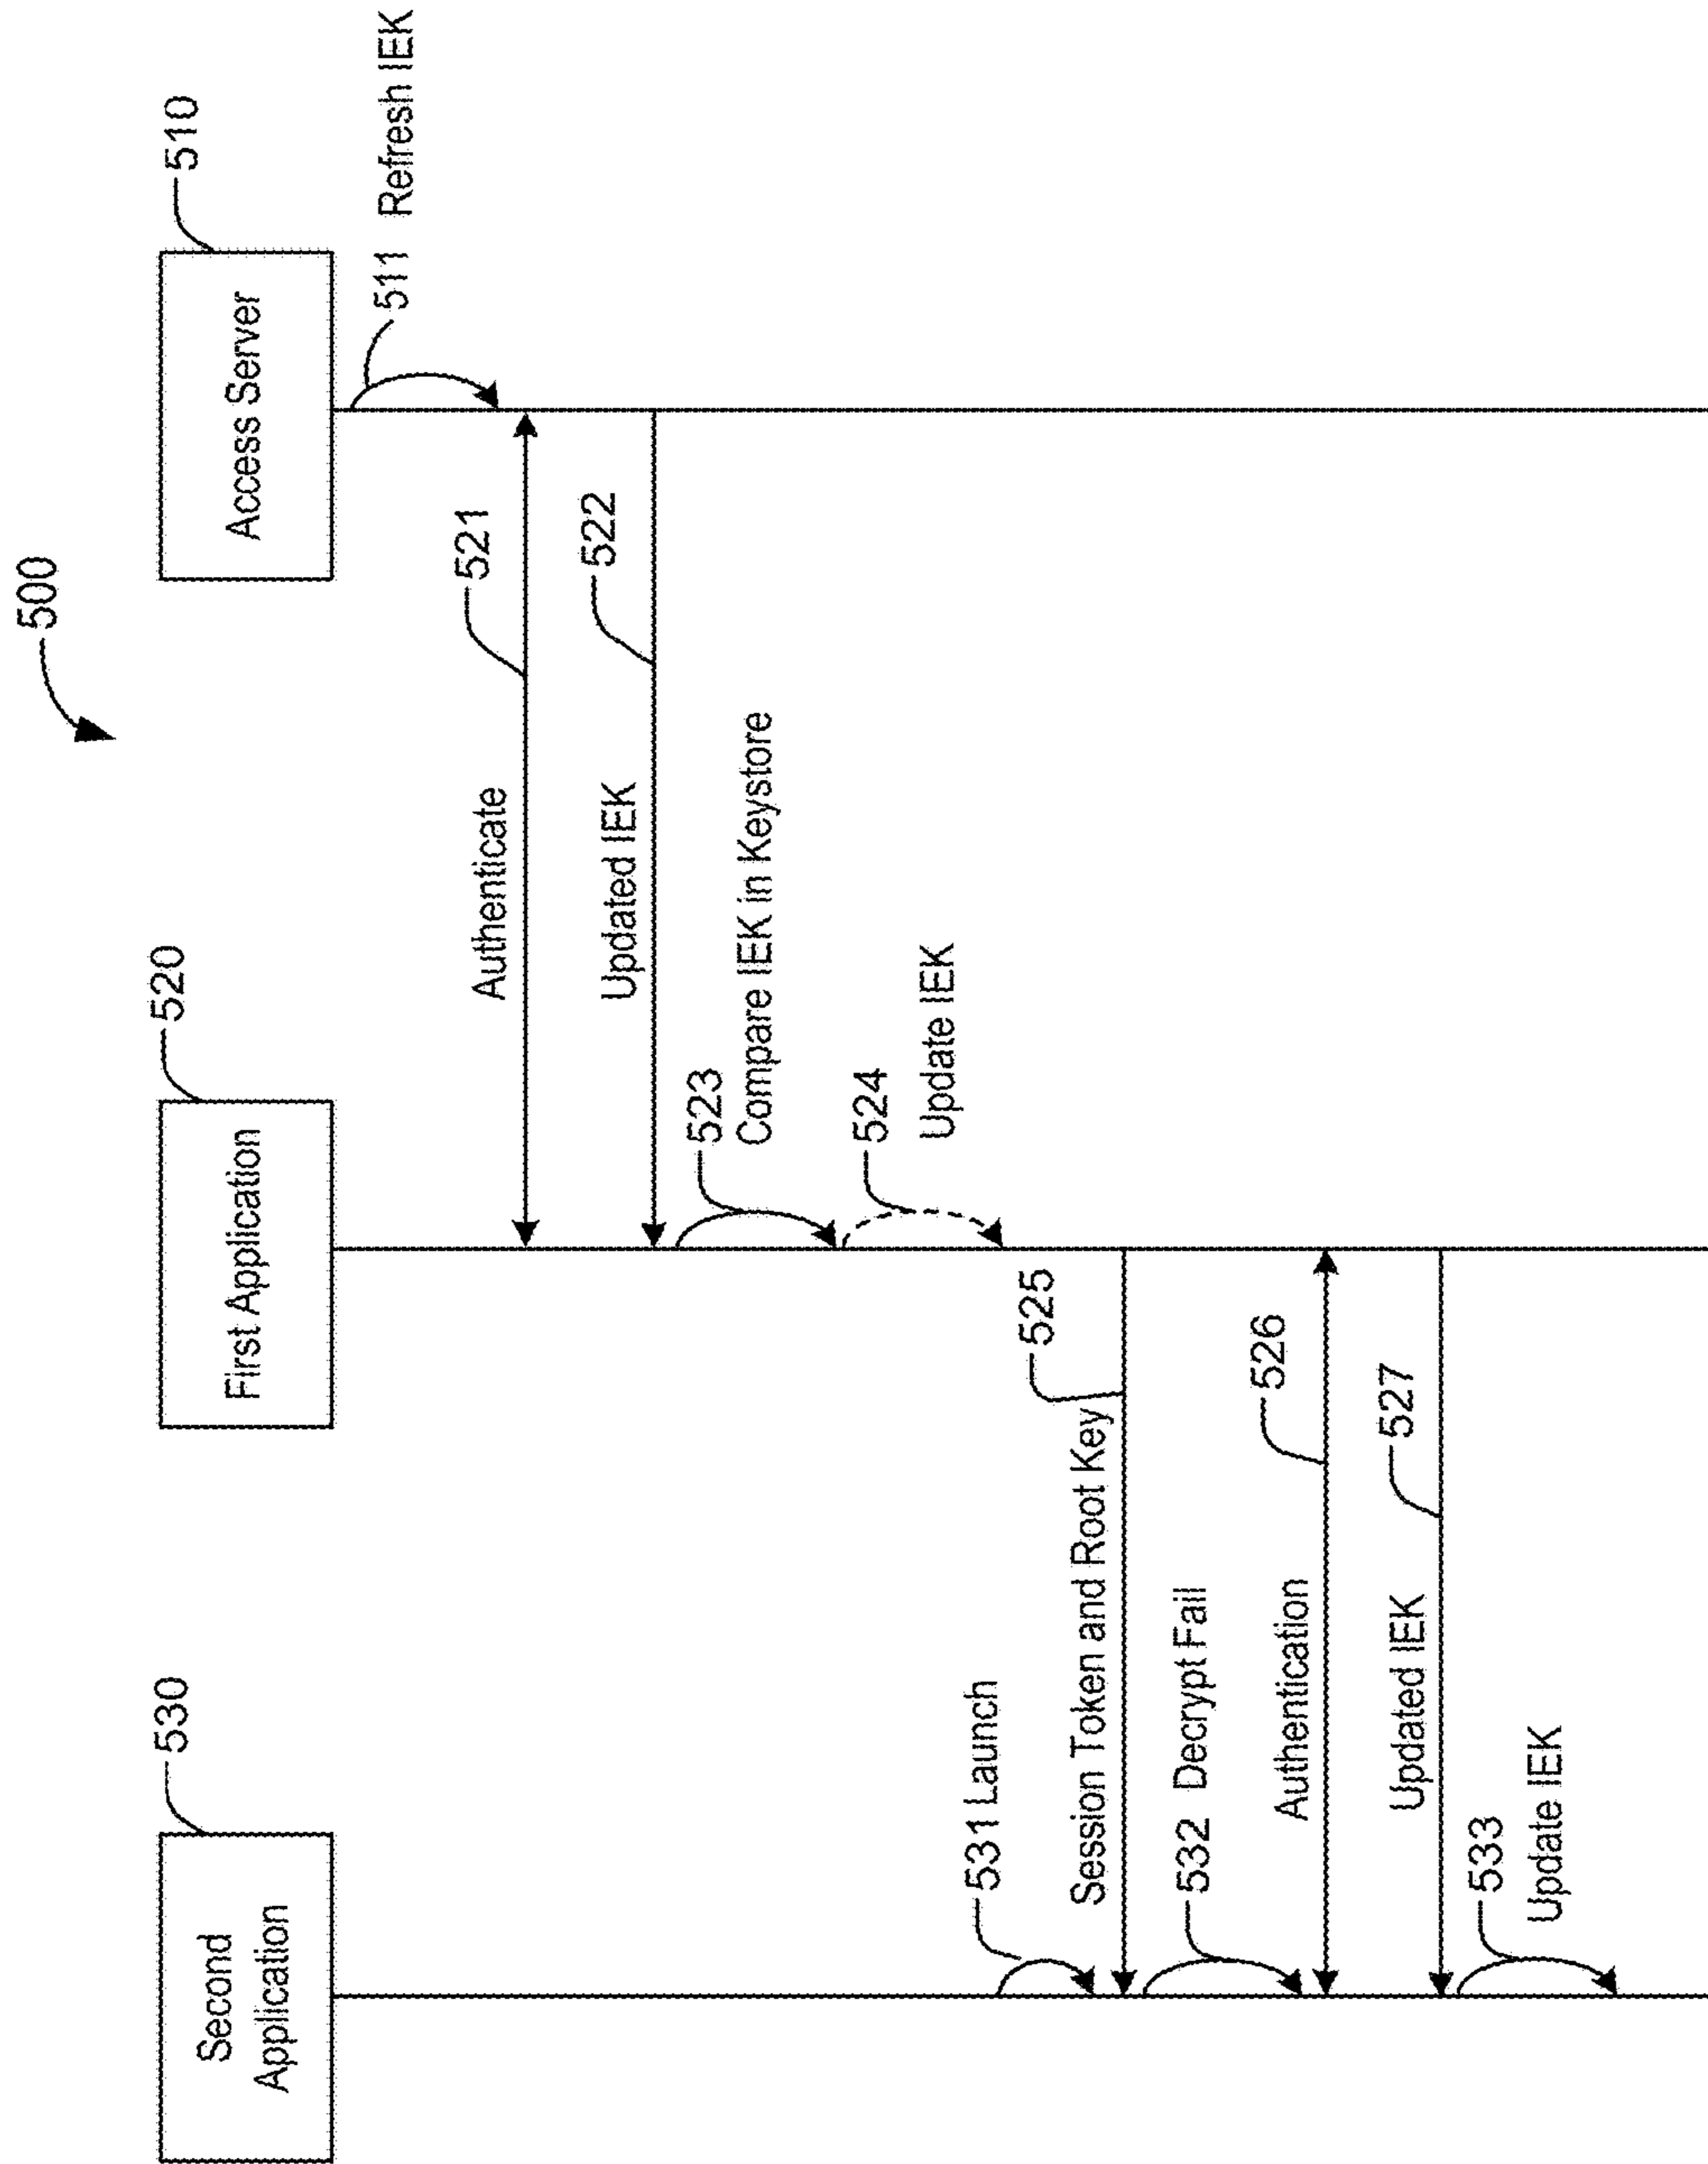 500
530
520
510
Second
Application
First Application
Access Server
511 Refresh IEK
Authenticate
521
Updated IEK
522
523
Compare IEK in Keystore
524
Update IEK
531 Launch
525
Session Token and Root Key
532 Decrypt Fail
526
Authentication
527
Updated IEK
533
Update IEK